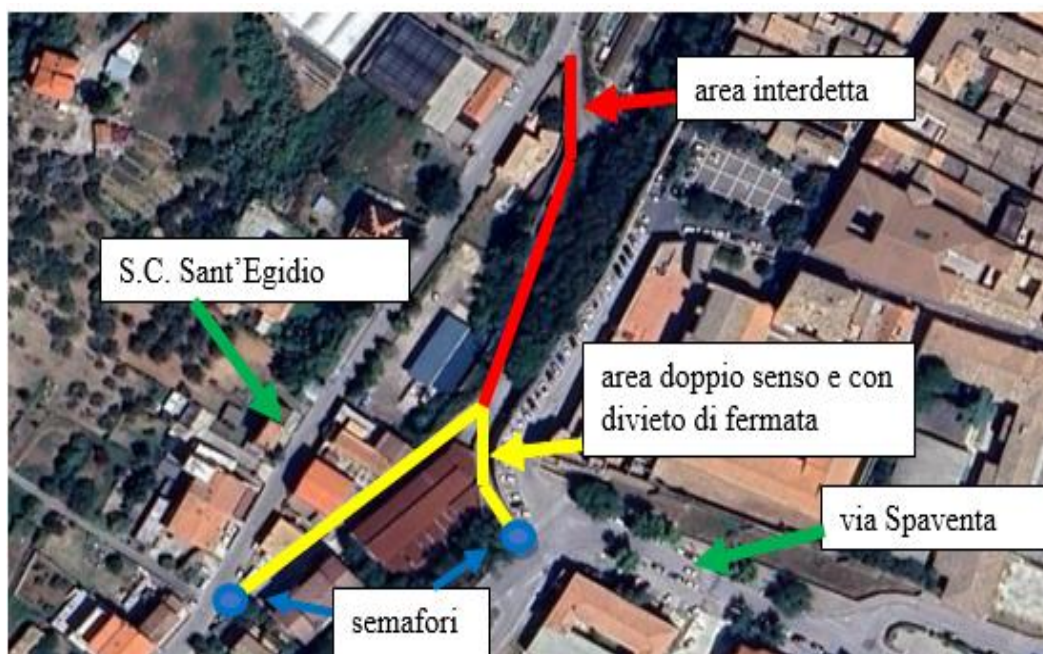 area interdetta
S.C. Sant’Egidio
area doppio senso e con
divieto di fermata
via Spaventa
semafori